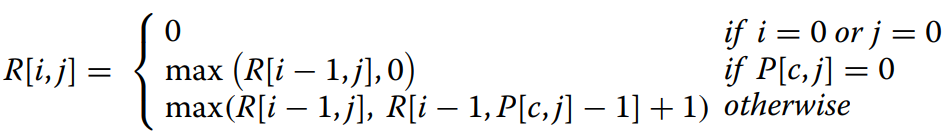 0 if i = 0 or j = 0
R[i,j] = { max (R[i − 1,j],0) if P[c,j] = 0
max(R[i − 1,j], R[i − 1,P[c,j] − 1] + 1) otherwise